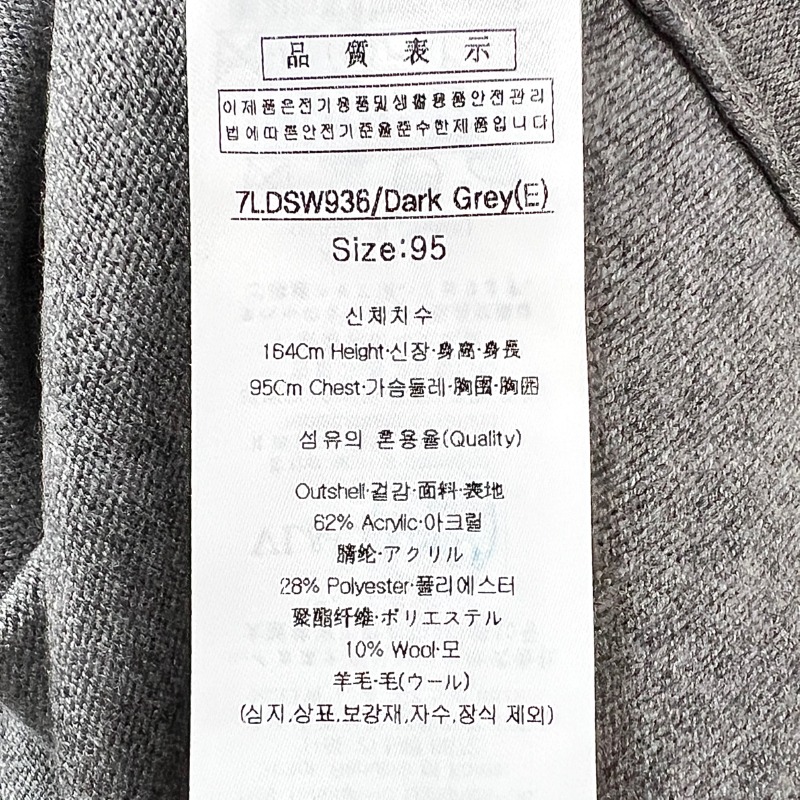 品質表示
이제품은전기용품및생활용품안전관리
법에따른안전기준을준수한제품입니다
7LDSW936/Dark Grey(E)
Size:95
신체치수
164Cm Height·신장·身高·身長
95Cm Chest·가슴둘레·胸围·胸囲
섬유의 혼용율(Quality)
Outshell·겉감·面料·表地
62% Acrylic·아크릴
腈纶·アクリル
28% Polyester·폴리에스터
聚酯纤维·ポリエステル
10% Wool·모
羊毛·毛(ウール)
(심지,상표,보강재,자수,장식 제외)